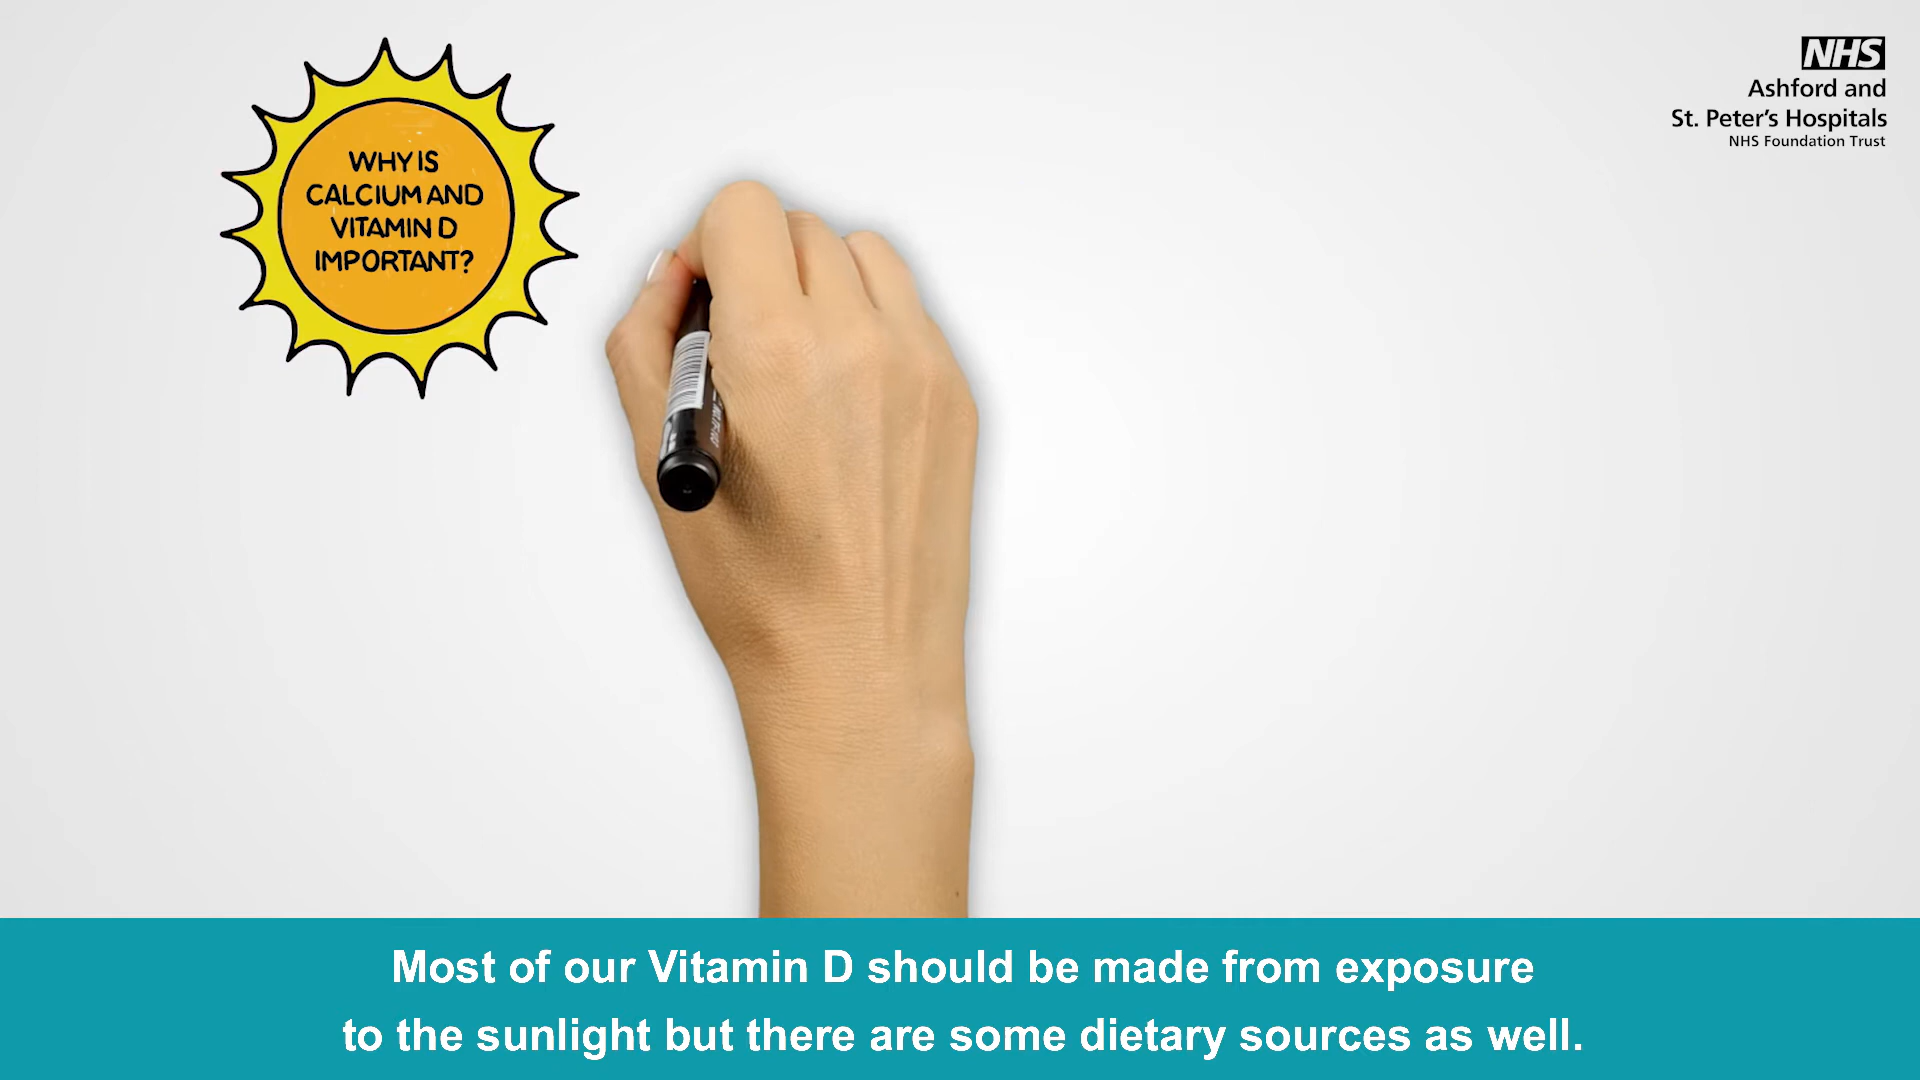 WHY IS
CALCIUM AND
VITAMIN D
IMPORTANT?
NHS
Ashford and
St. Peter's Hospitals
NHS Foundation Trust
Most of our Vitamin D should be made from exposure
to the sunlight but there are some dietary sources as well.